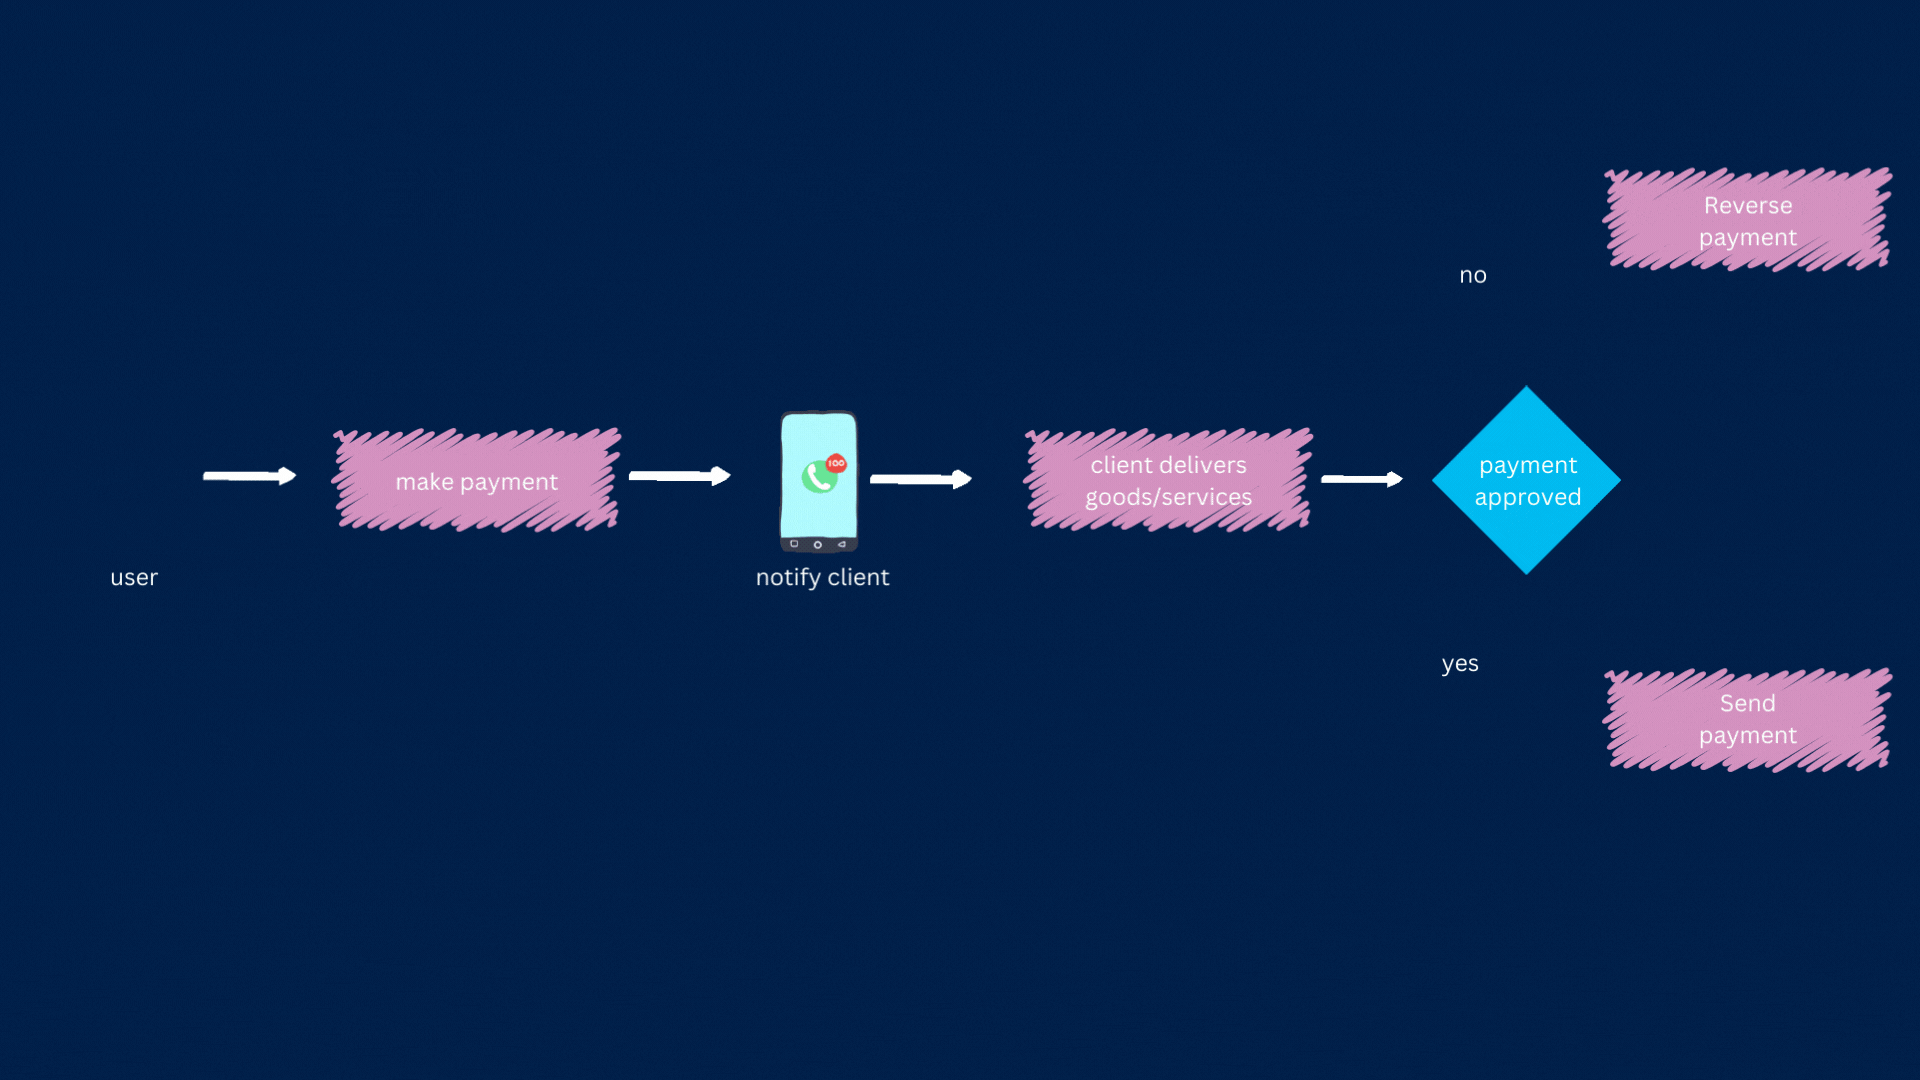 user
make payment
100
notify client
client delivers
goods/services
payment
approved
no
Reverse
payment
yes
Send
payment